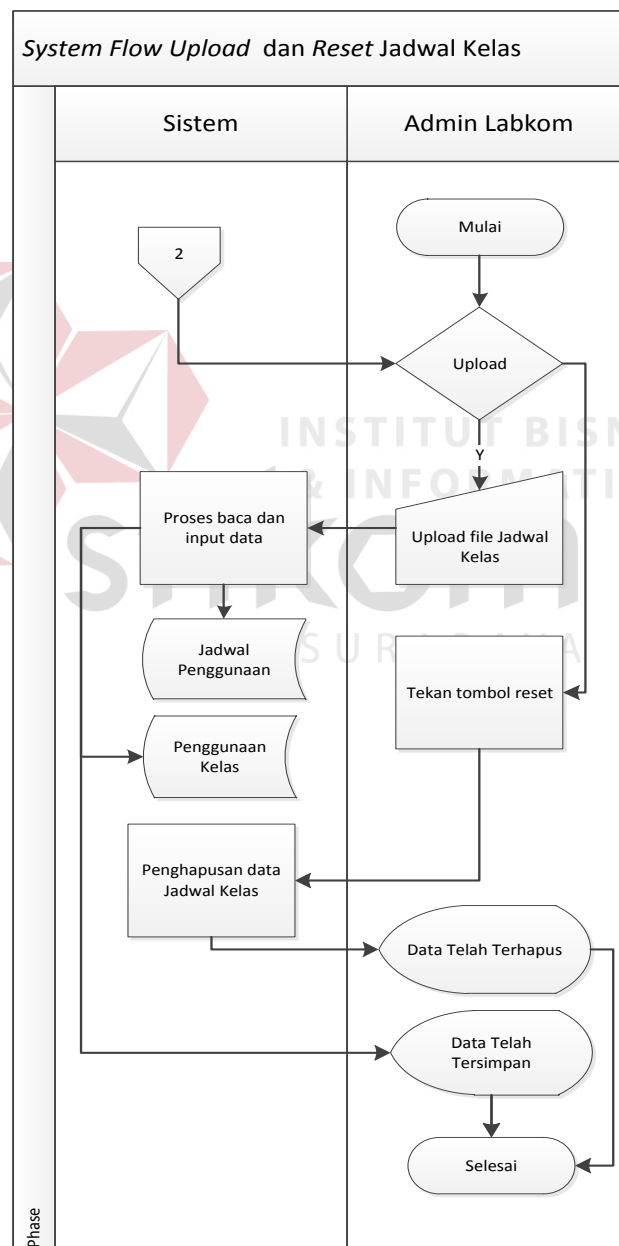 System Flow Upload dan Reset Jadwal Kelas
Sistem
Admin Labkom
Mulai
2
Upload
Y
INSTITUT BISN
& INFORMATI
Proses baca dan
input data
Upload file Jadwal
Kelas
stikom
SURABAYA
Jadwal
Penggunaan
Tekan tombol reset
Penggunaan
Kelas
Penghapusan data
Jadwal Kelas
Data Telah Terhapus
Data Telah
Tersimpan
Selesai
Phase